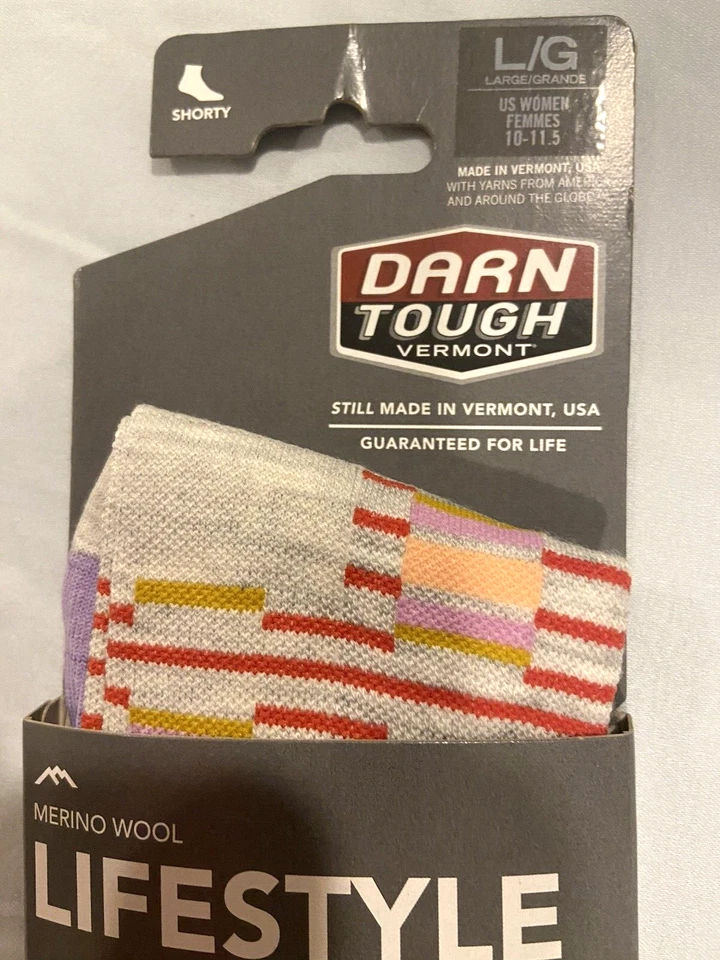 SHORTY
L/G
LARGE/GRANDE
US WOMEN
FEMMES
10-11.5
MADE IN VERMONT, USA
WITH YARNS FROM
AND AROUND THE GLOBE
DARN
TOUGH
VERMONT
STILL MADE IN VERMONT, USA
GUARANTEED FOR LIFE
MERINO WOOL
LIFESTYLE